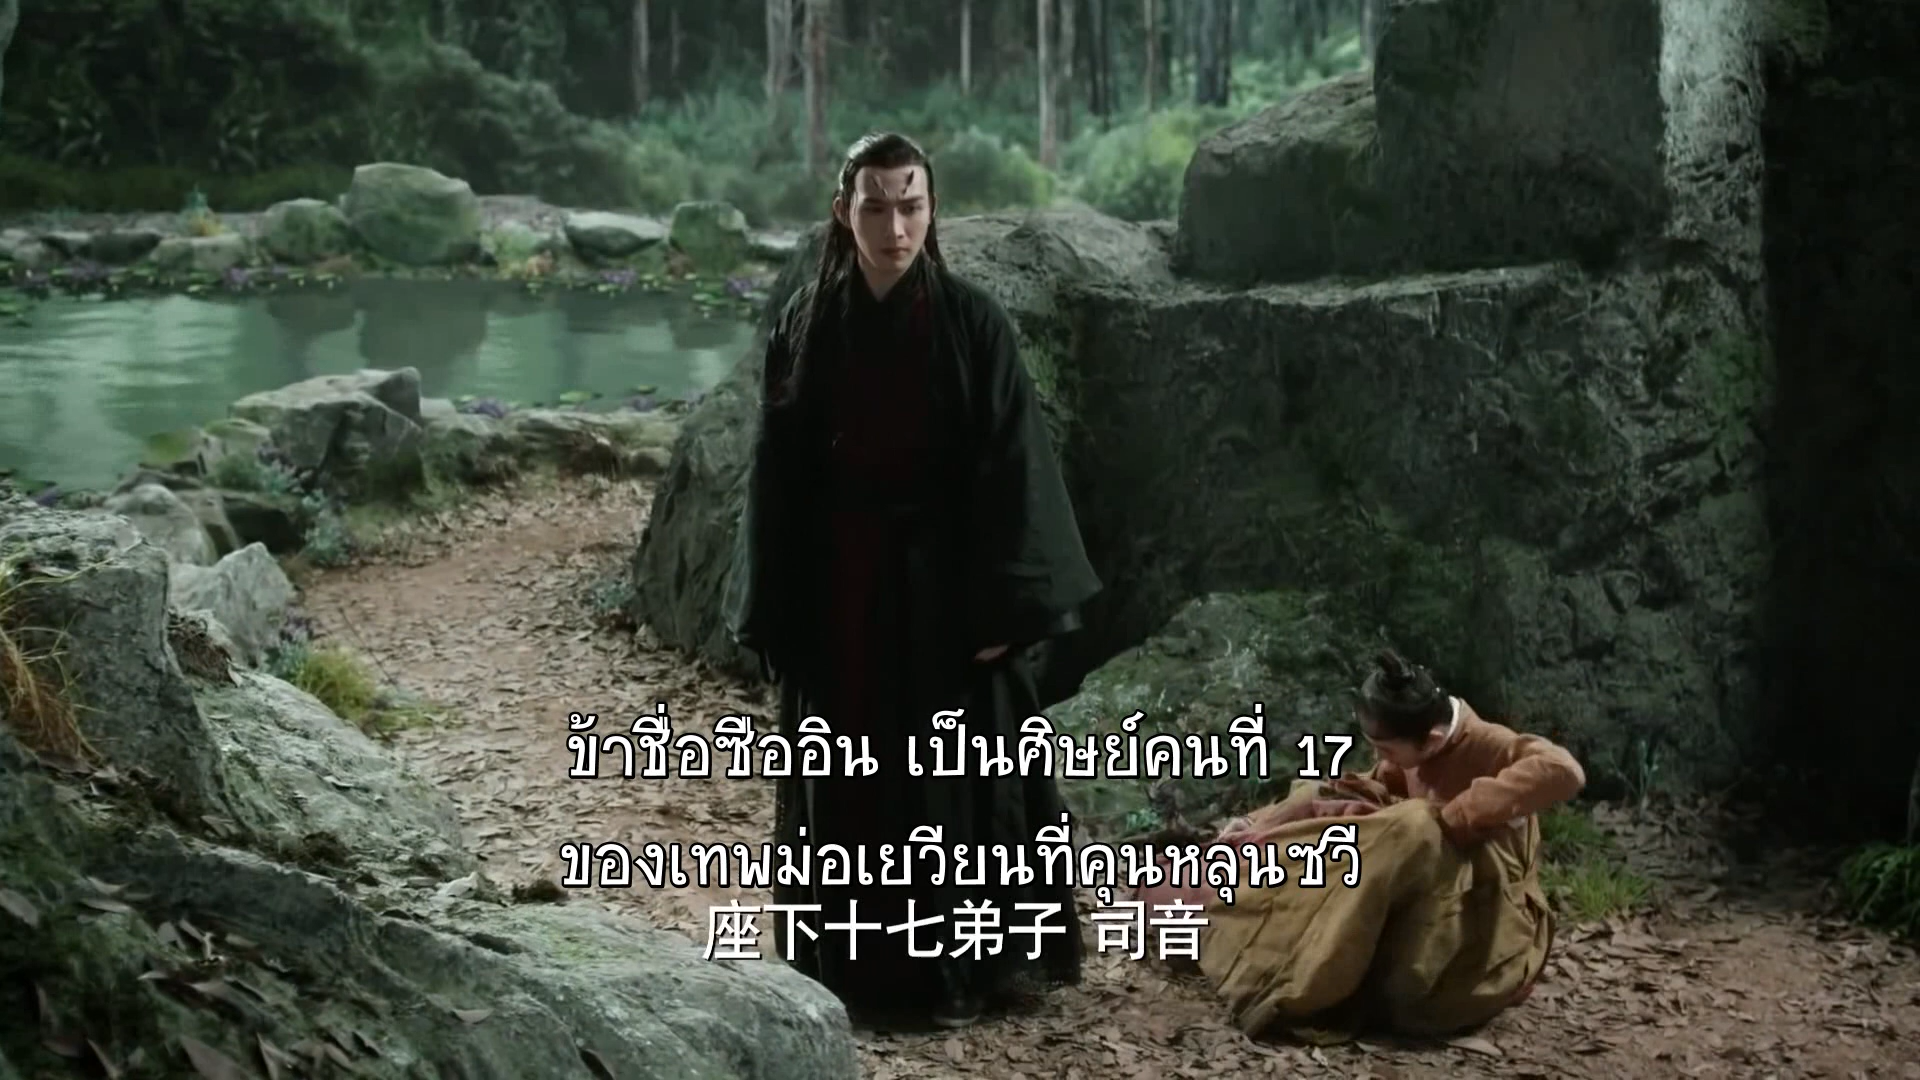 ข้าชื่อซืออิน เป็นศิษย์คนที่ 17
ของเทพม่อเยวียนที่คุนหลุนซวี
座下十七弟子 司音